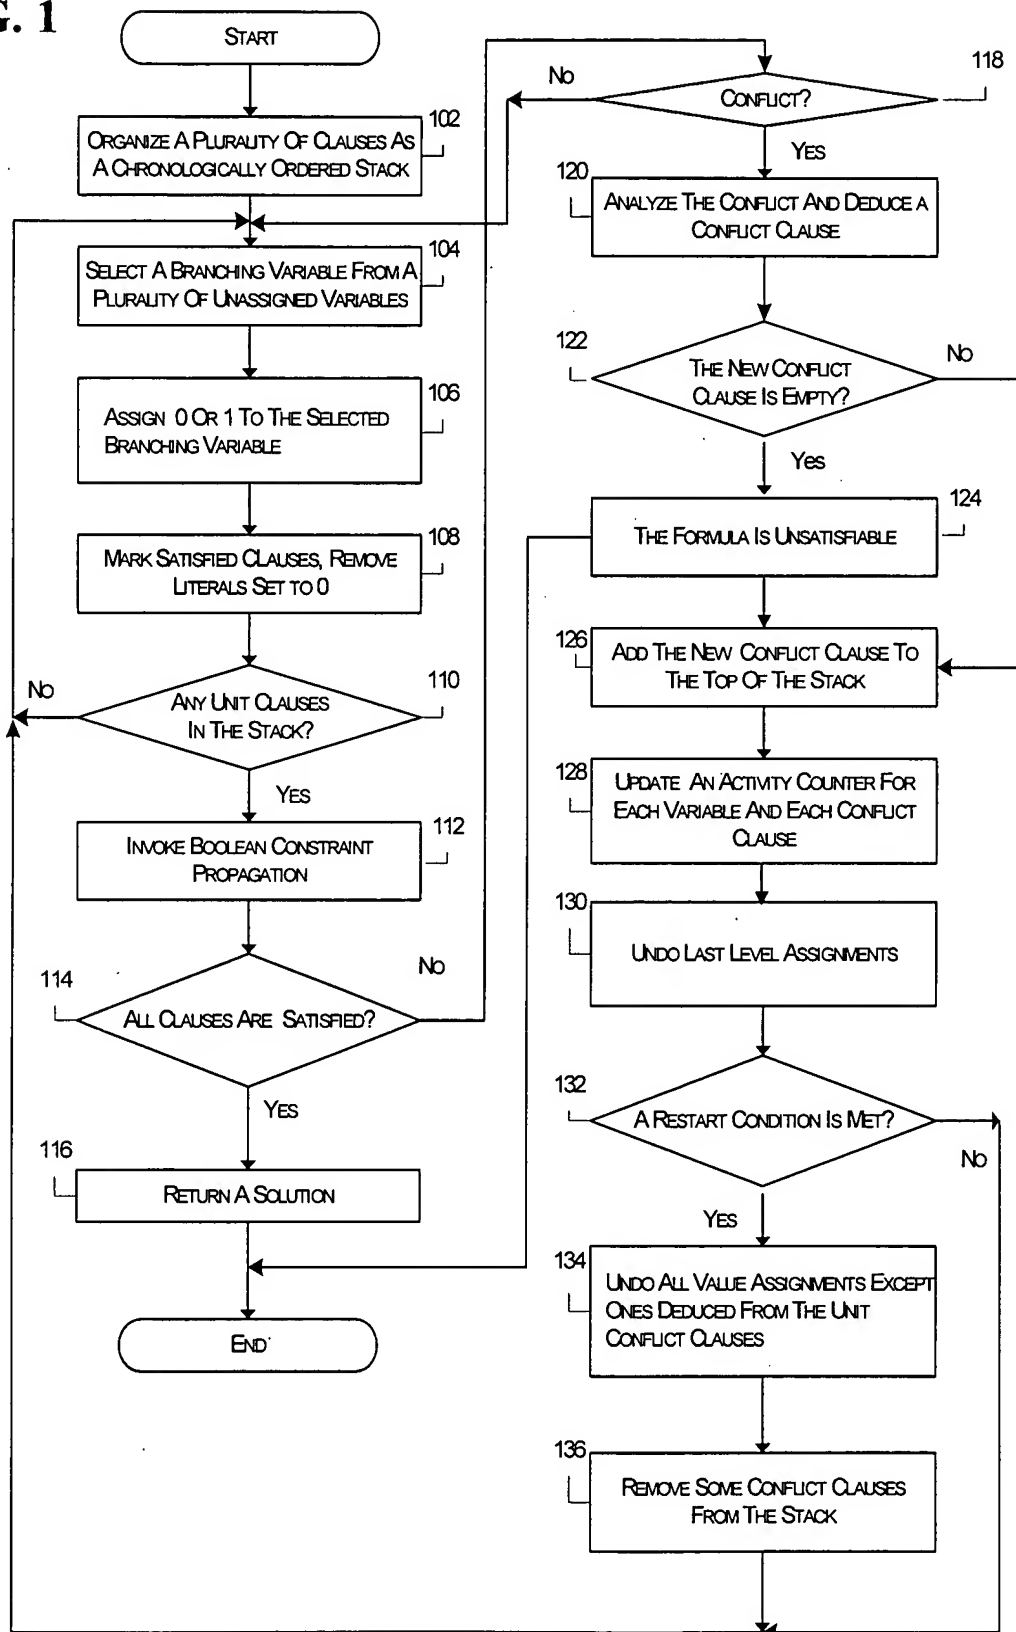 G. 1
START
102
ORGANIZE A PLURALITY OF CLAUSES AS
A CHRONOLOGICALLY ORDERED STACK
104
SELECT A BRANCHING VARIABLE FROM A
PLURALITY OF UNASSIGNED VARIABLES
106
ASSIGN 0 OR 1 TO THE SELECTED
BRANCHING VARIABLE
108
MARK SATISFIED CLAUSES, REMOVE
LITERALS SET TO 0
No
110
ANY UNIT CLAUSES
IN THE STACK?
YES
112
INVOKE BOOLEAN CONSTRAINT
PROPAGATION
No
114
ALL CLAUSES ARE SATISFIED?
YES
116
RETURN A SOLUTION
END
No
118
CONFLICT?
YES
120
ANALYZE THE CONFLICT AND DEDUCE A
CONFLICT CLAUSE
122
No
THE NEW CONFLICT
CLAUSE IS EMPTY?
Yes
124
THE FORMULA IS UNSATISFIABLE
126
ADD THE NEW CONFLICT CLAUSE TO
THE TOP OF THE STACK
128
UPDATE AN ACTIVITY COUNTER FOR
EACH VARIABLE AND EACH CONFLICT
CLAUSE
130
UNDO LAST LEVEL ASSIGNMENTS
132
A RESTART CONDITION IS MET?
No
YES
134
UNDO ALL VALUE ASSIGNMENTS EXCEPT
ONES DEDUCED FROM THE UNIT
CONFLICT CLAUSES
136
REMOVE SOME CONFLICT CLAUSES
FROM THE STACK